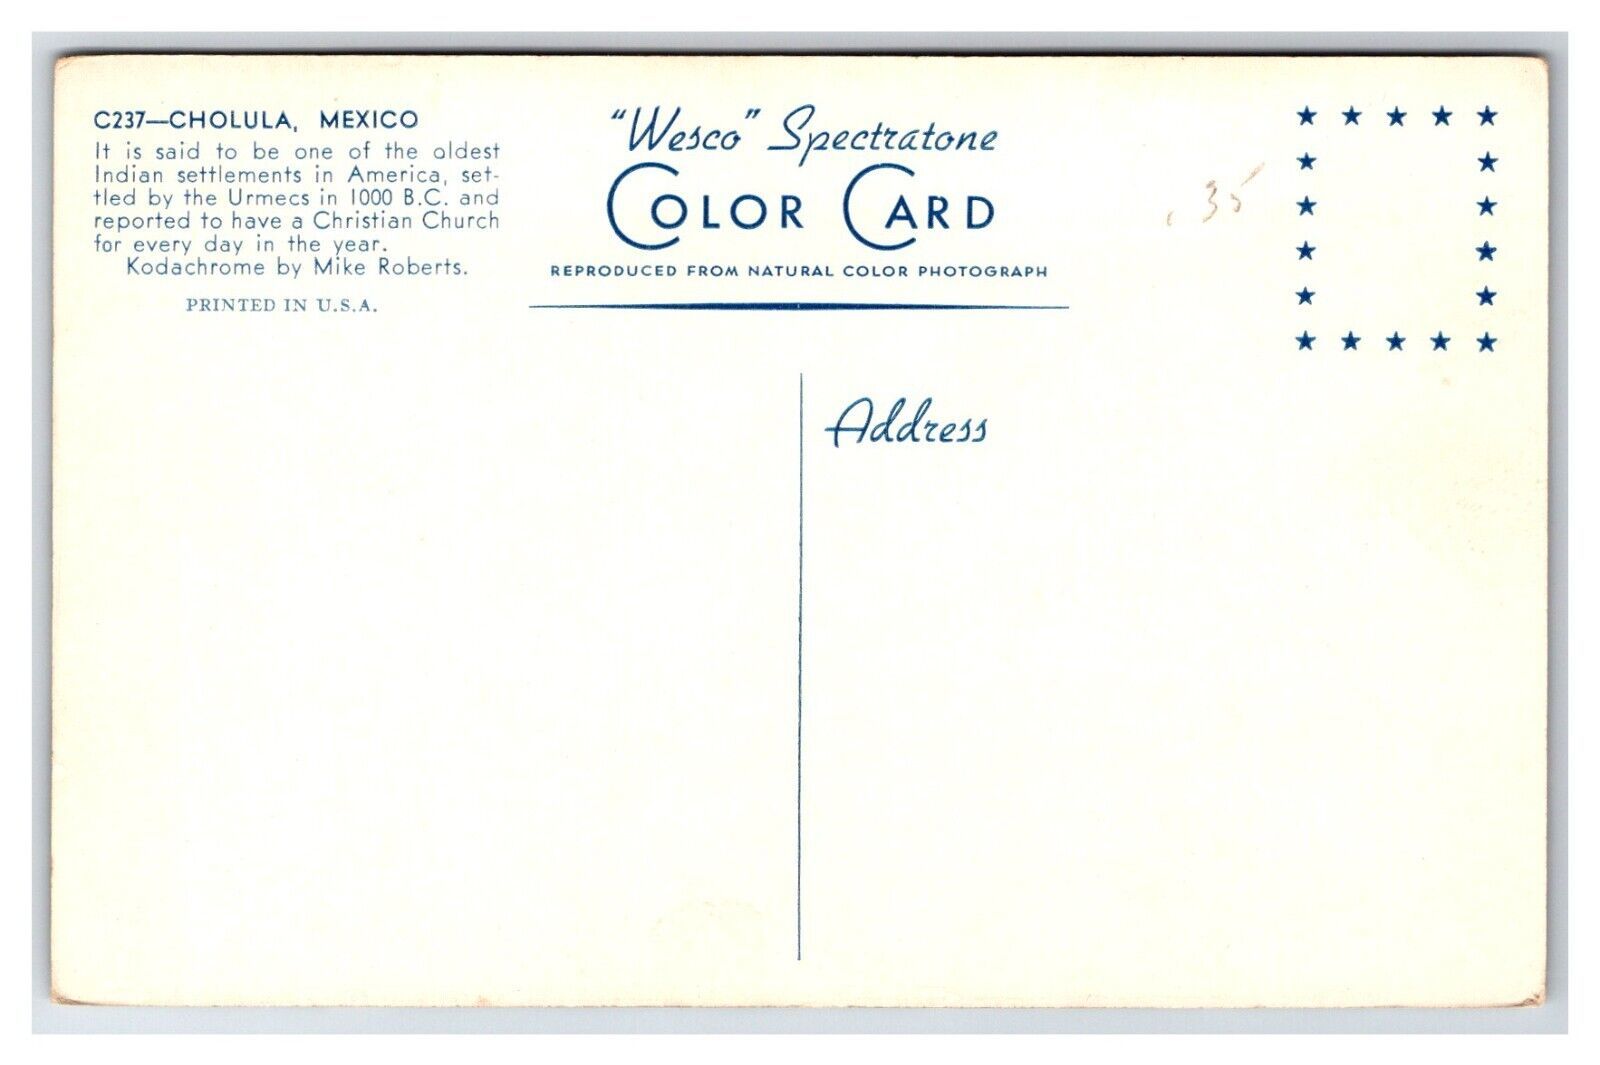 C237—CHOLULA, MEXICO
It is said to be one of the oldest
Indian settlements in America, set-
tled by the Urmecs in 1000 B.C. and
reported to have a Christian Church
for every day in the year.
Kodachrome by Mike Roberts.
PRINTED IN U.S.A.
"Wesco" Spectratone
COLOR CARD
REPRODUCED FROM NATURAL COLOR PHOTOGRAPH
.35
Address